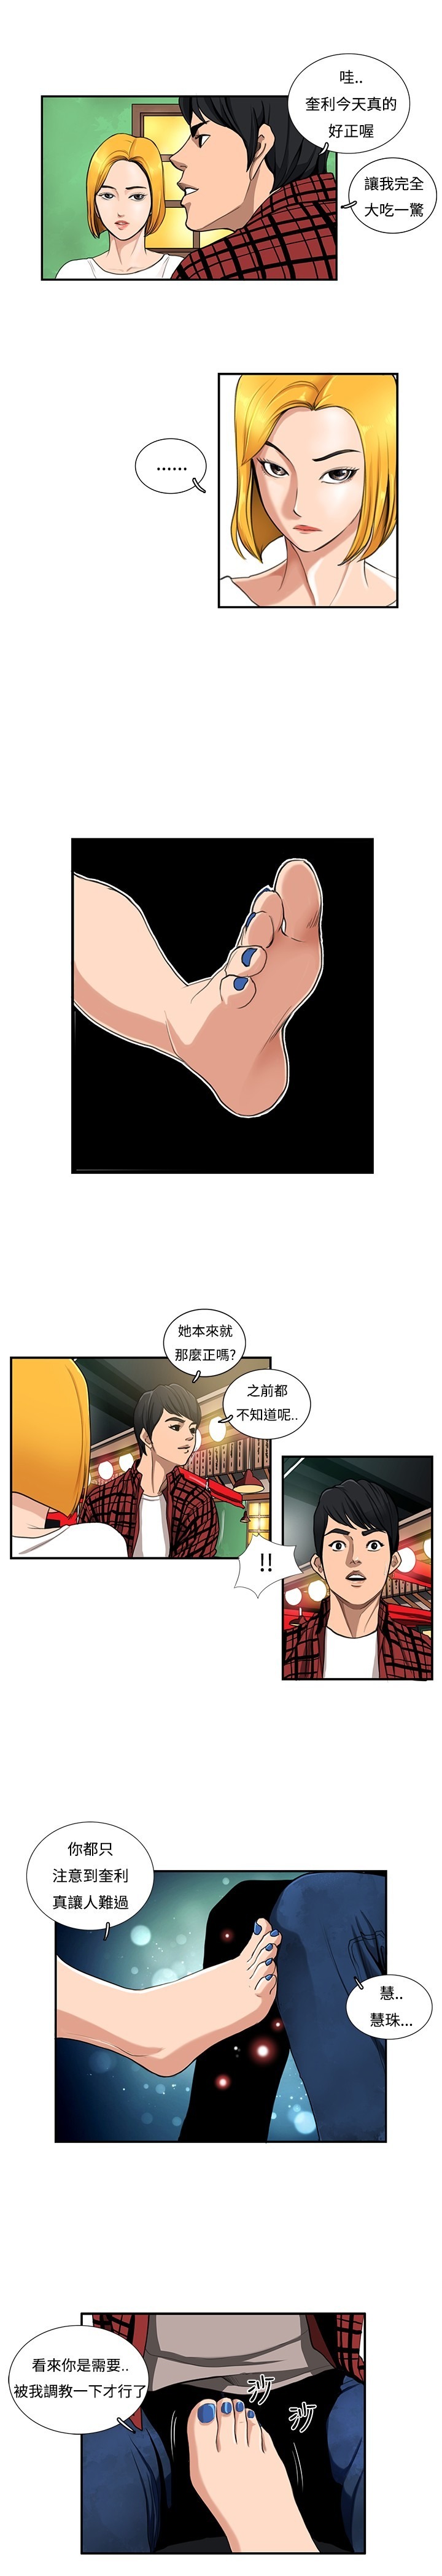 哇..
奎利今天真的
好正喔
讓我完全
大吃一驚
......
她本來就
那麼正嗎?
之前都
不知道呢..
!!
你都只
注意到奎利
真讓人難過
慧..
慧珠...
看來你是需要..
被我調教一下才行了
沙
沙